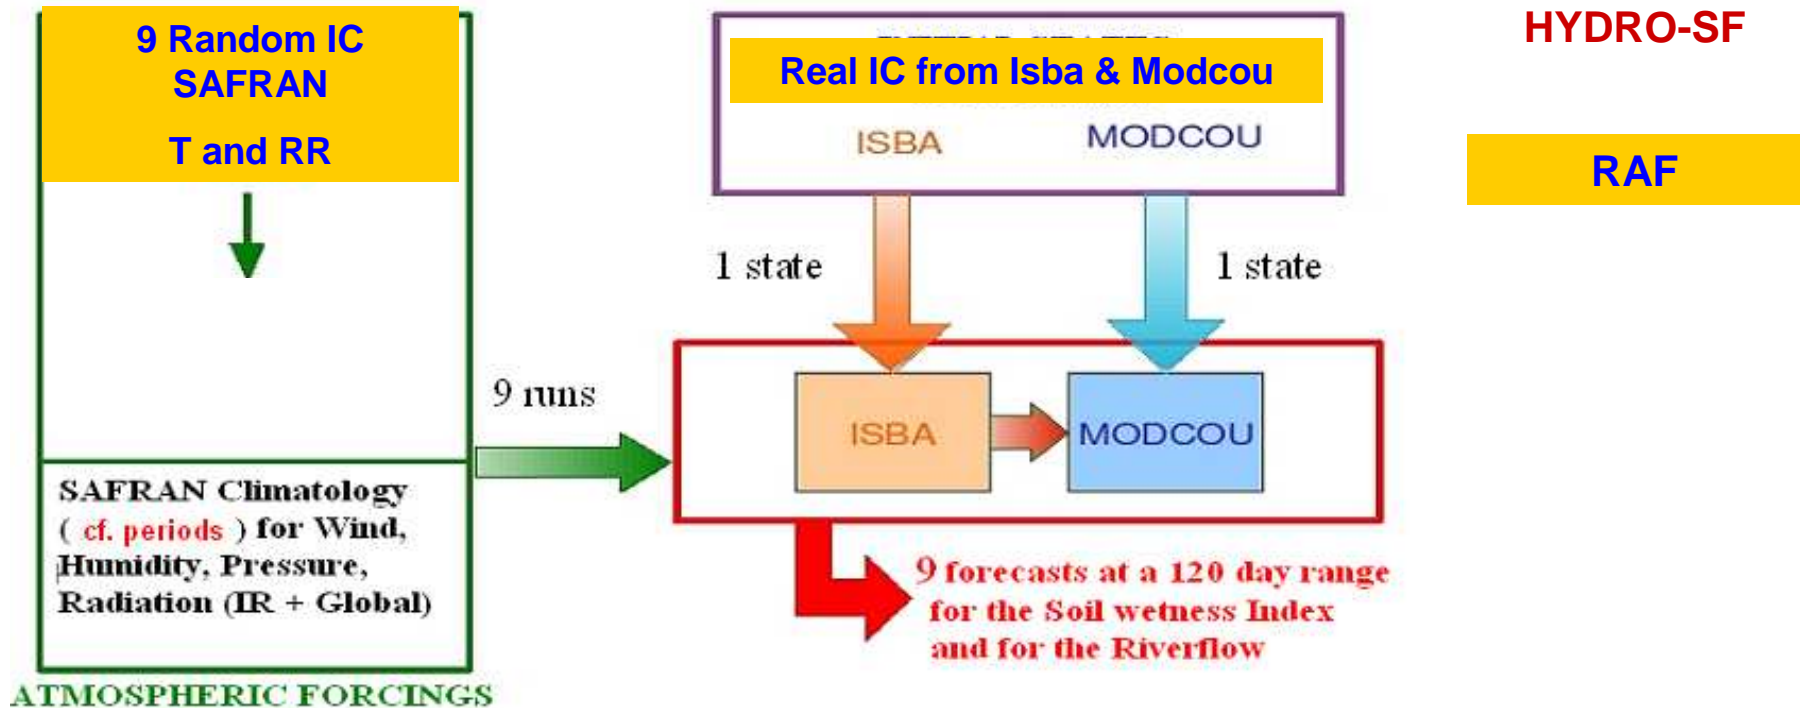 9 Random IC
SAFRAN
T and RR
SAFRAN Climatology
( cf. periods ) for Wind,
Humidity, Pressure,
Radiation (IR + Global)
ATMOSPHERIC FORCINGS
9 runs
Real IC from Isba & Modcou
ISBA
MODCOU
1 state
1 state
ISBA
MODCOU
9 forecasts at a 120 day range
for the Soil wetness Index
and for the Riverflow
HYDRO-SF
RAF